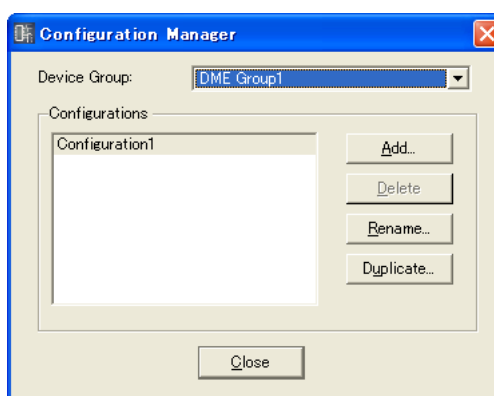 Configuration Manager
Device Group: DME Group1
Configurations
Configuration1
Add...
Delete
Rename...
Duplicate...
Close